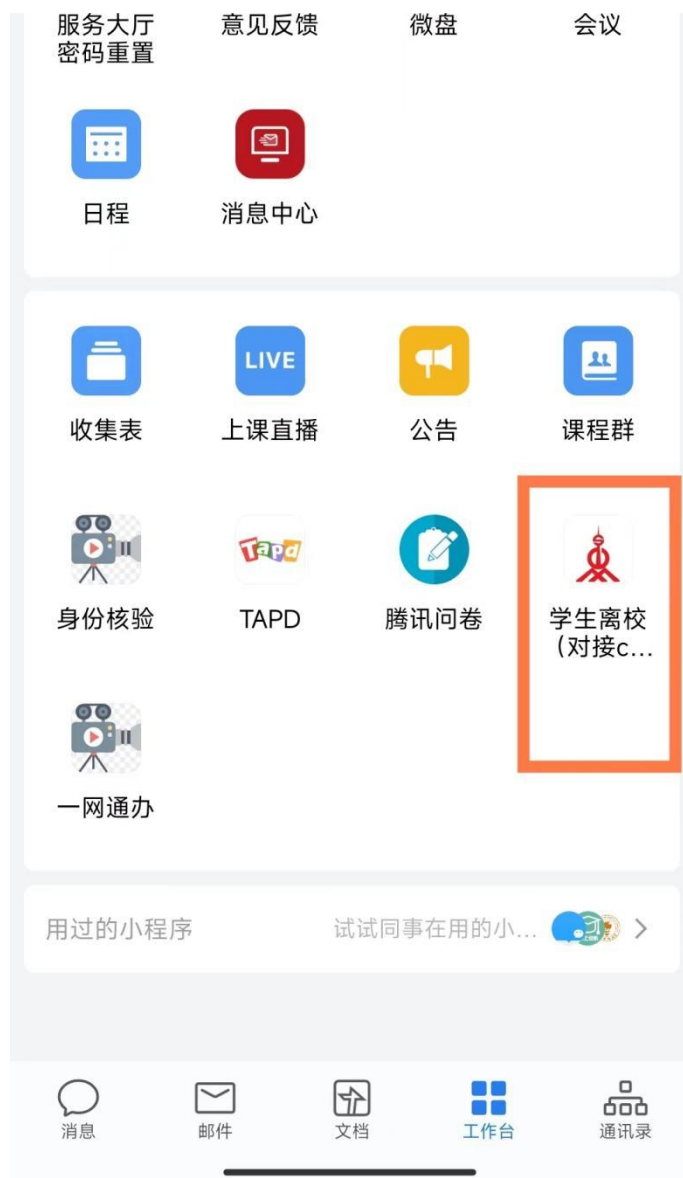 服务大厅 意见反馈 微盘 会议
密码重置
日程 消息中心
LIVE
收集表 上课直播 公告 课程群
Tapd
身份核验 TAPD 腾讯问卷 学生离校
（对接c...
一网通办
用过的小程序 试试同事在用的小...
消息 邮件 文档 工作台 通讯录